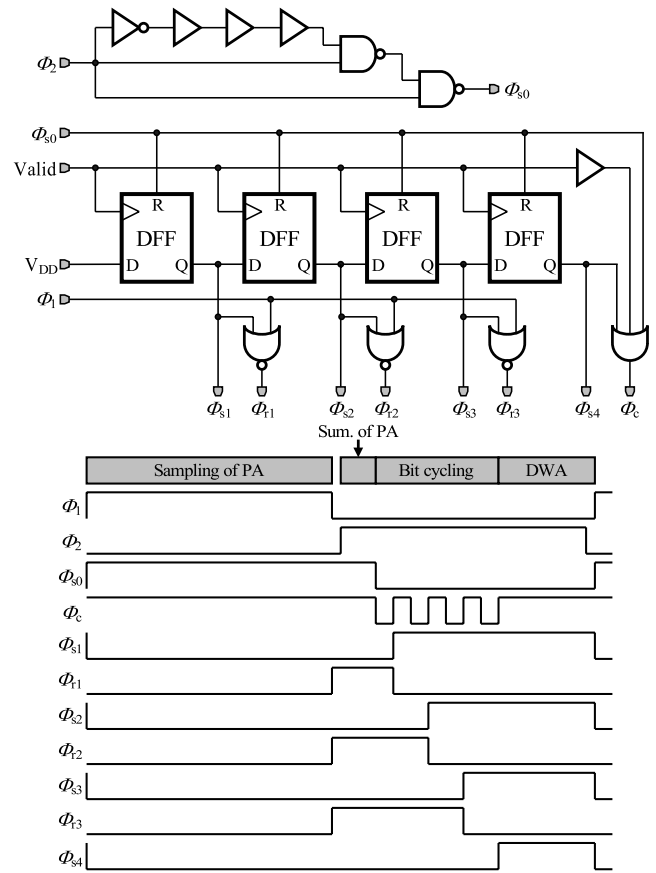 Φ2
Φs0
Φs0
Valid
R R R R
DFF DFF DFF DFF
VDD D Q D Q D Q D Q
Φ1
Φs1 Φr1 Φs2 Φr2 Φs3 Φr3 Φs4 Φc
Sum. of PA
Sampling of PA Bit cycling DWA
Φ1
Φ2
Φs0
Φc
Φs1
Φr1
Φs2
Φr2
Φs3
Φr3
Φs4